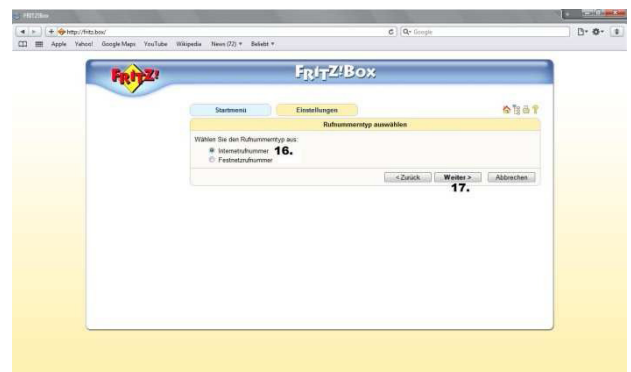 FRITZ!Box
http://fritz.box/
Q- Google
Apple Yahoo! Google Maps YouTube Wikipedia News (72) Beliebt
FRITZ!
FRITZ!BOX
Startmenü Einstellungen
Rufnummerntyp auswählen
Wählen Sie den Rufnummerntyp aus:
Internetrufnummer 16.
Festnetzrufnummer
< Zurück Weiter > Abbrechen
17.